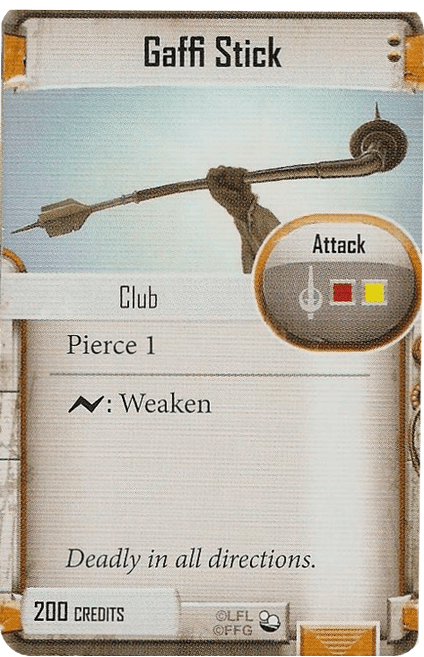 Gaffi Stick
Attack
Club
Pierce 1
: Weaken
Deadly in all directions.
200 CREDITS
©LFL
©FFG